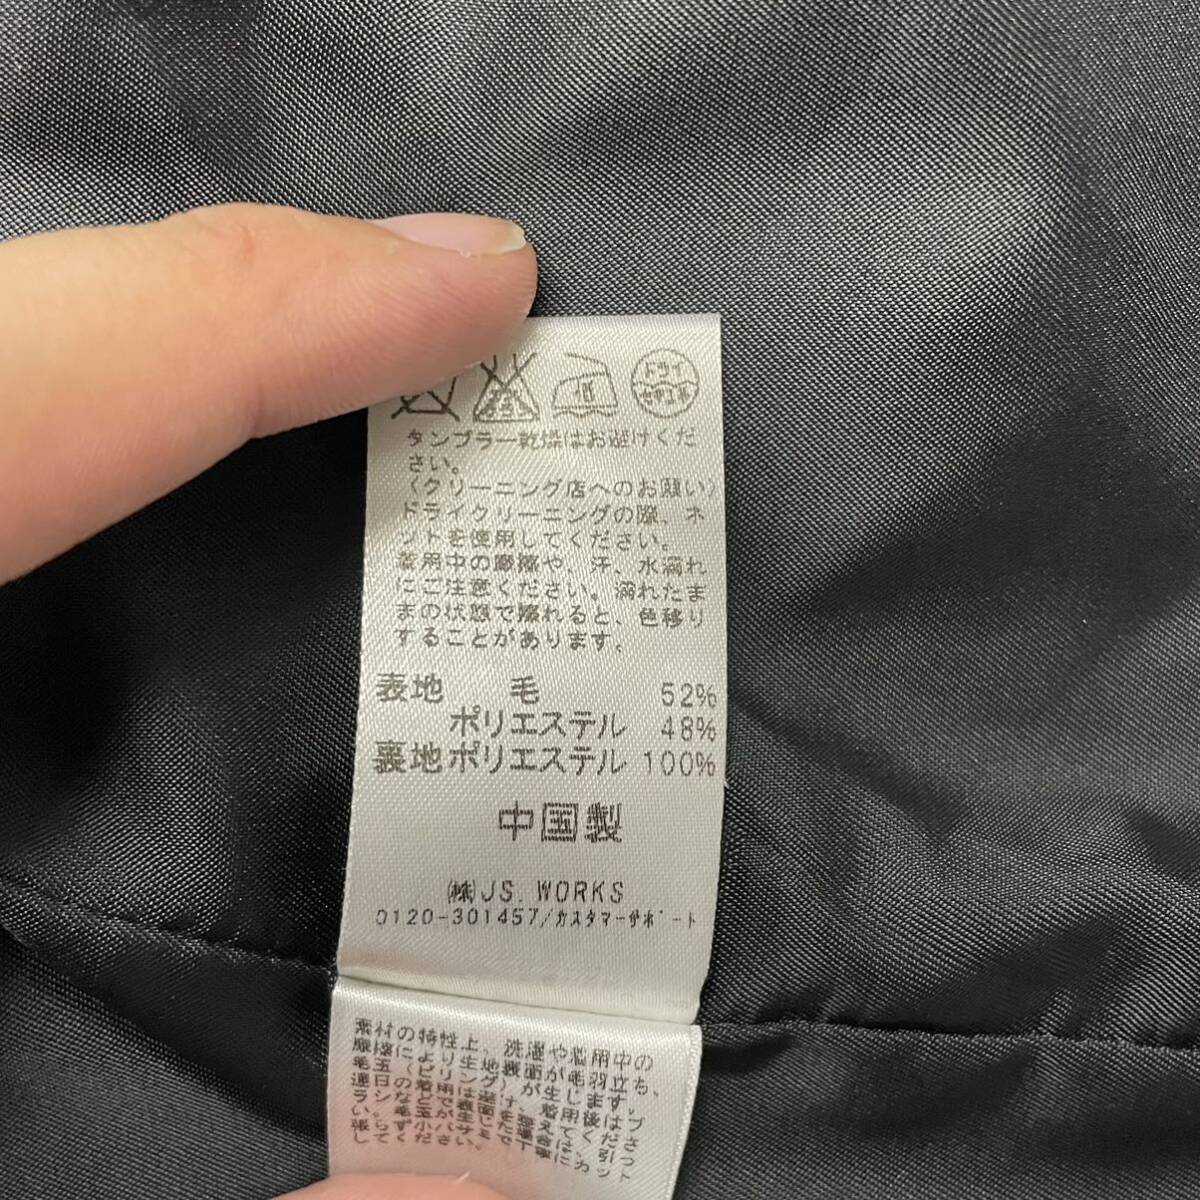 低
ドライ
セキユ系
タンブラー乾燥はお避けくだ
さい。
(クリーニング店へのお願い)
ドライクリーニングの際、ネ
ットを使用してください。
着用中の摩擦や、汗、水濡れ
にご注意ください。濡れたま
まの状態で擦れると、色移り
することがあります。
表地 毛 52%
ポリエステル 48%
裏地ポリエステル 100%
中国製
㈱JS. WORKS
0120-301457/カスタマーサポート
素材の特性上、洗濯や着用中の
摩擦により生地表面が毛羽立ち、
毛玉(ピリング)が生じます。